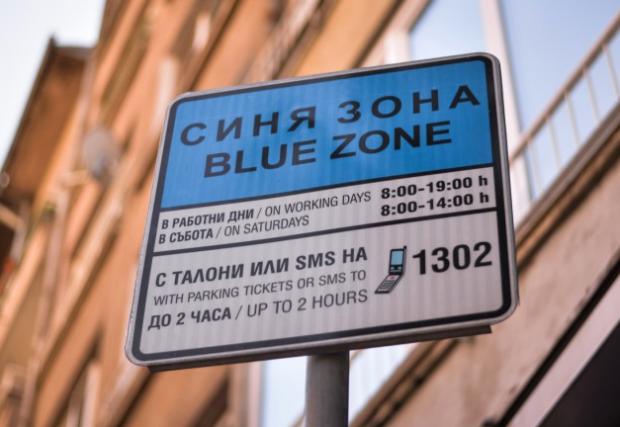 СИНЯ ЗОНА
BLUE ZONE
В РАБОТНИ ДНИ / ON WORKING DAYS 8:00-19:00 h
В СЪБОТА / ON SATURDAYS 8:00-14:00 h
С ТАЛОНИ ИЛИ SMS НА 1302
WITH PARKING TICKETS OR SMS TO
ДО 2 ЧАСА / UP TO 2 HOURS